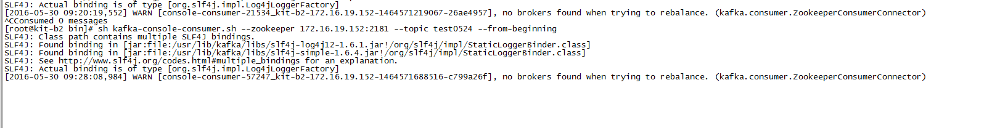 SLF4J: Actual binding is of type [org.slf4j.impl.Log4jLoggerFactory]
[2016-05-30 09:20:19,552] WARN [console-consumer-21534_kit-b2-172.16.19.152-1464571219067-26ae4957], no brokers found when trying to rebalance. (kafka.consumer.ZookeeperConsumerConnector)
^CConsumed 0 messages
[root@kit-b2 bin]# sh kafka-console-consumer.sh --zookeeper 172.16.19.152:2181 --topic test0524 --from-beginning
SLF4J: Class path contains multiple SLF4J bindings.
SLF4J: Found binding in [jar:file:/usr/lib/kafka/libs/slf4j-log4j12-1.6.1.jar!/org/slf4j/impl/StaticLoggerBinder.class]
SLF4J: Found binding in [jar:file:/usr/lib/kafka/libs/slf4j-simple-1.6.4.jar!/org/slf4j/impl/StaticLoggerBinder.class]
SLF4J: See http://www.slf4j.org/codes.html#multiple_bindings for an explanation.
SLF4J: Actual binding is of type [org.slf4j.impl.Log4jLoggerFactory]
[2016-05-30 09:28:08,984] WARN [console-consumer-57247_kit-b2-172.16.19.152-1464571688516-c799a26f], no brokers found when trying to rebalance. (kafka.consumer.ZookeeperConsumerConnector)